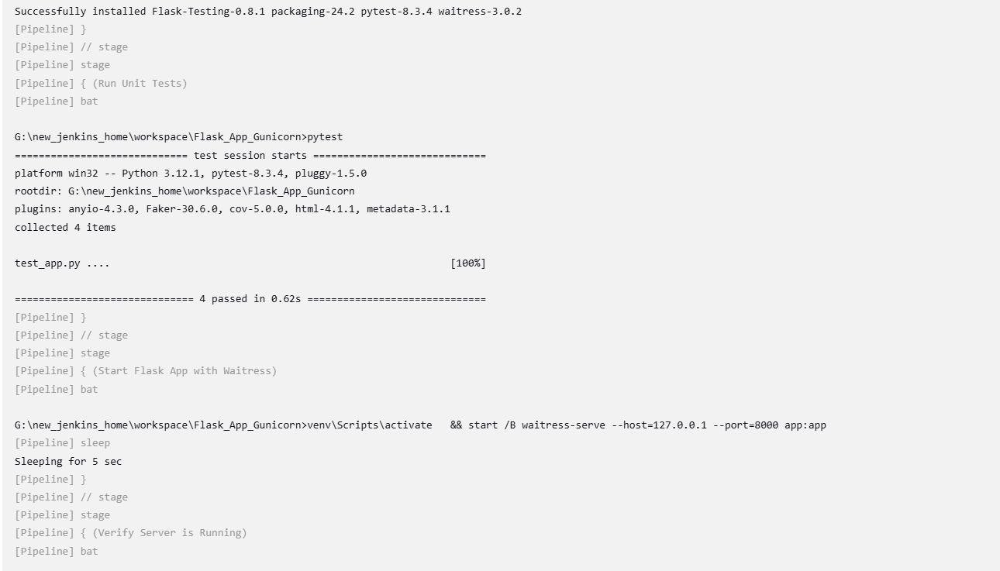 Successfully installed Flask-Testing-0.8.1 packaging-24.2 pytest-8.3.4 waitress-3.0.2
[Pipeline] }
[Pipeline] // stage
[Pipeline] stage
[Pipeline] { (Run Unit Tests)
[Pipeline] bat
G:\new_jenkins_home\workspace\Flask_App_Gunicorn>pytest
============================= test session starts =============================
platform win32 -- Python 3.12.1, pytest-8.3.4, pluggy-1.5.0
rootdir: G:\new_jenkins_home\workspace\Flask_App_Gunicorn
plugins: anyio-4.3.0, Faker-30.6.0, cov-5.0.0, html-4.1.1, metadata-3.1.1
collected 4 items
test_app.py .... [100%]
============================== 4 passed in 0.62s ==============================
[Pipeline] }
[Pipeline] // stage
[Pipeline] stage
[Pipeline] { (Start Flask App with Waitress)
[Pipeline] bat
G:\new_jenkins_home\workspace\Flask_App_Gunicorn>venv\Scripts\activate   && start /B waitress-serve --host=127.0.0.1 --port=8000 app:app
[Pipeline] sleep
Sleeping for 5 sec
[Pipeline] }
[Pipeline] // stage
[Pipeline] stage
[Pipeline] { (Verify Server is Running)
[Pipeline] bat